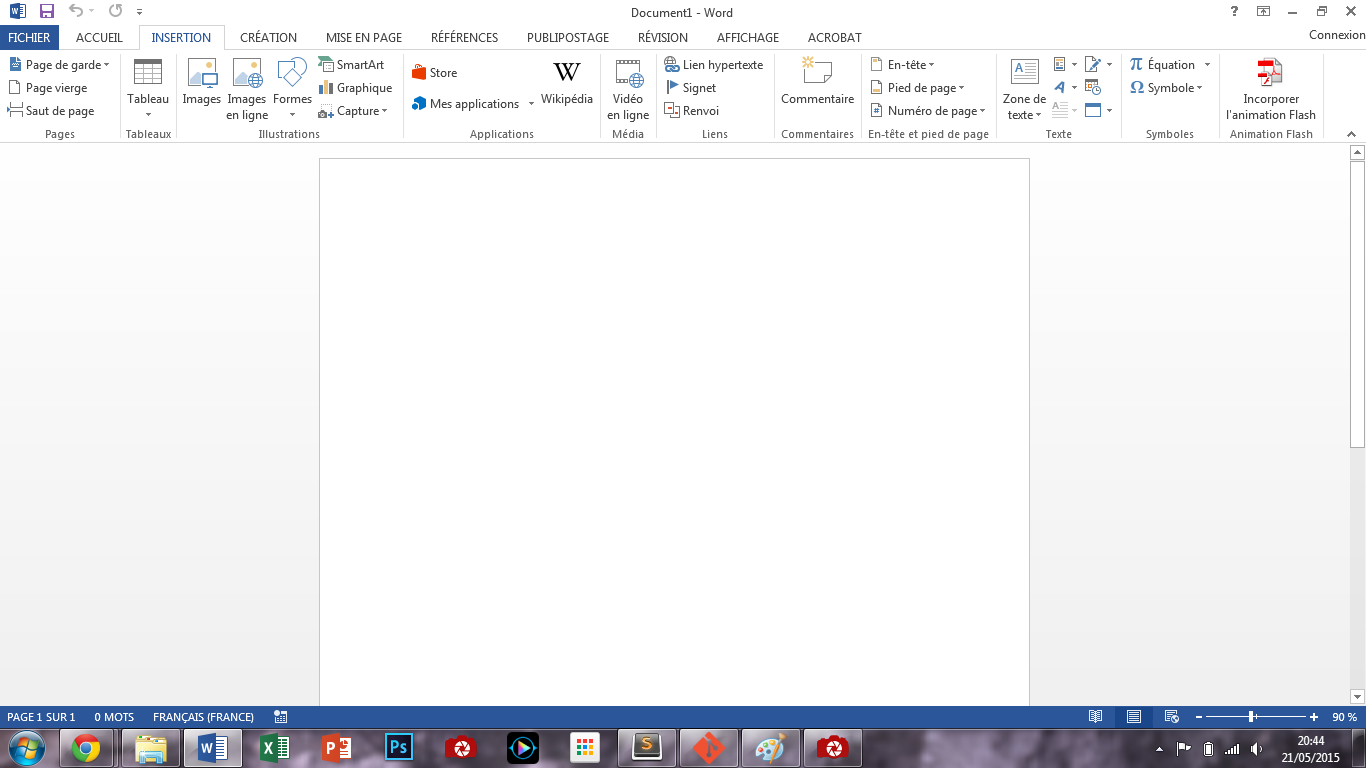 Document1 - Word
?
FICHIER ACCUEIL INSERTION CRÉATION MISE EN PAGE RÉFÉRENCES PUBLIPOSTAGE RÉVISION AFFICHAGE ACROBAT Connexion
Page de garde
Page vierge
Saut de page
Pages
Tableau
Tableaux
Images
Images
en ligne
Formes
SmartArt
Graphique
Capture
Illustrations
Store
Mes applications
W
Wikipédia
Applications
Vidéo
en ligne
Média
Lien hypertexte
Signet
Renvoi
Liens
Commentaire
Commentaires
En-tête
Pied de page
# Numéro de page
En-tête et pied de page
A
Zone de
texte
A
Texte
π Équation
Ω Symbole
Symboles
Incorporer
l'animation Flash
Animation Flash
PAGE 1 SUR 1 0 MOTS FRANÇAIS (FRANCE) 90 %
Ps
20:44
21/05/2015